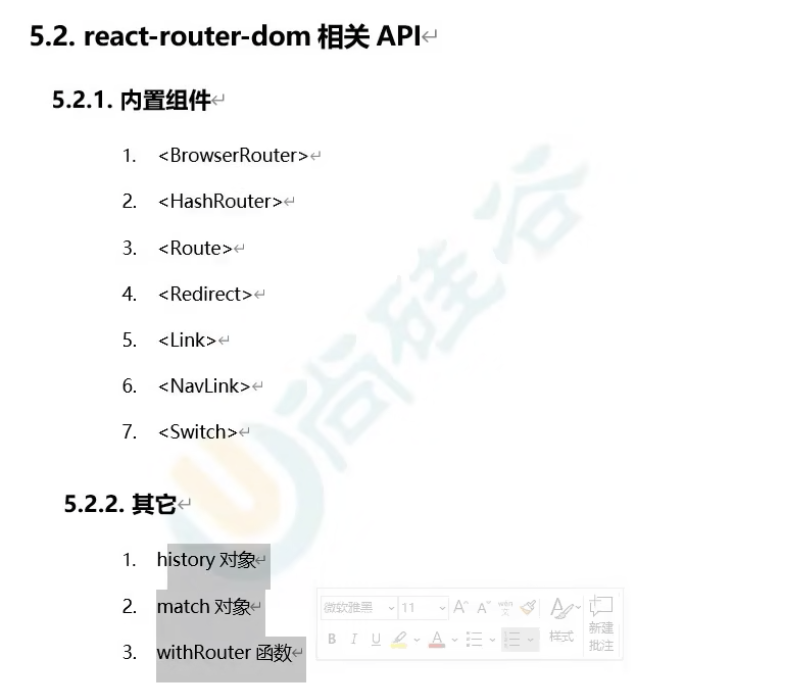 5.2. react-router-dom 相关 API
5.2.1. 内置组件
1. <BrowserRouter>
2. <HashRouter>
3. <Route>
4. <Redirect>
5. <Link>
6. <NavLink>
7. <Switch>
尚硅谷
5.2.2. 其它
1. history 对象
2. match 对象
3. withRouter 函数
微软雅黑 11 A A
B I U A 样式 新建
批注